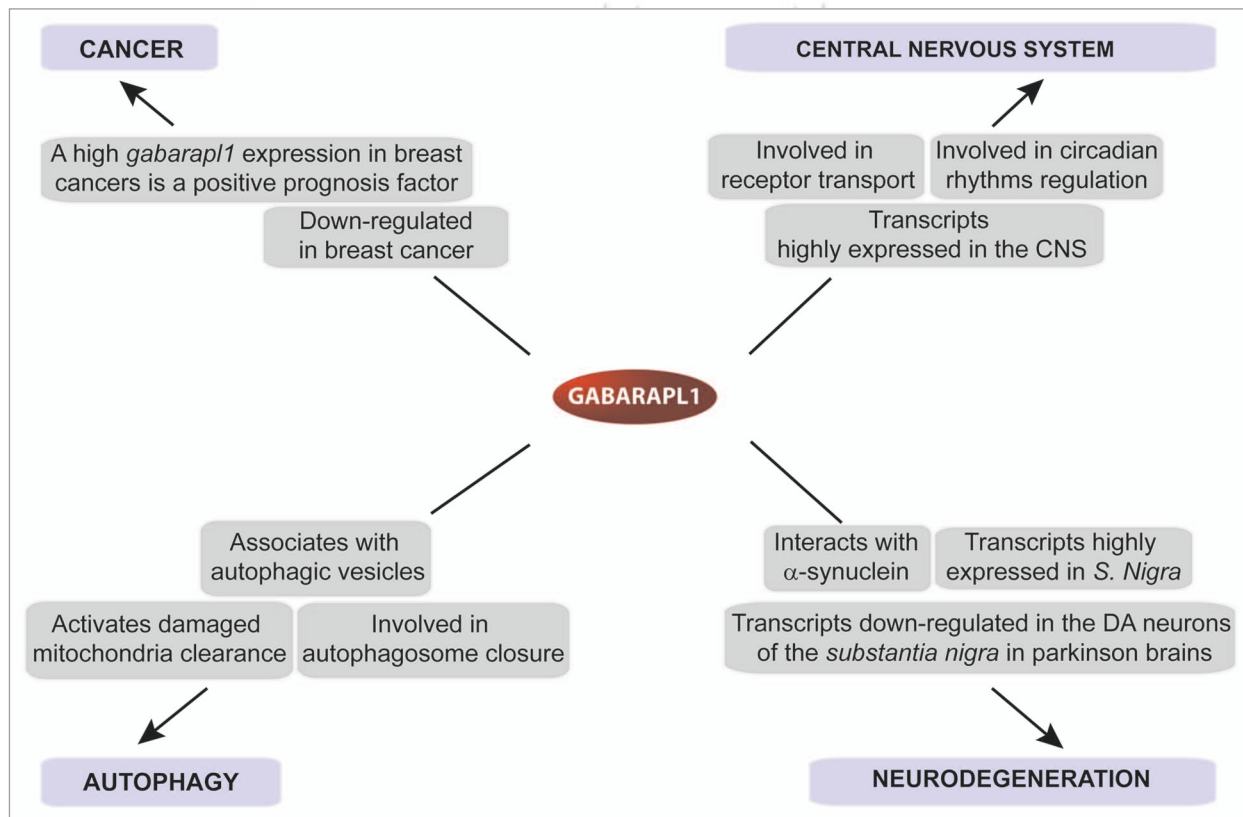 CANCER
A high gabarapl1 expression in breast
cancers is a positive prognosis factor
Down-regulated
in breast cancer
CENTRAL NERVOUS SYSTEM
Involved in
receptor transport
Involved in circadian
rhythms regulation
Transcripts
highly expressed in the CNS
GABARAPL1
Associates with
autophagic vesicles
Activates damaged
mitochondria clearance
Involved in
autophagosome closure
AUTOPHAGY
Interacts with
α-synuclein
Transcripts highly
expressed in S. Nigra
Transcripts down-regulated in the DA neurons
of the substantia nigra in parkinson brains
NEURODEGENERATION